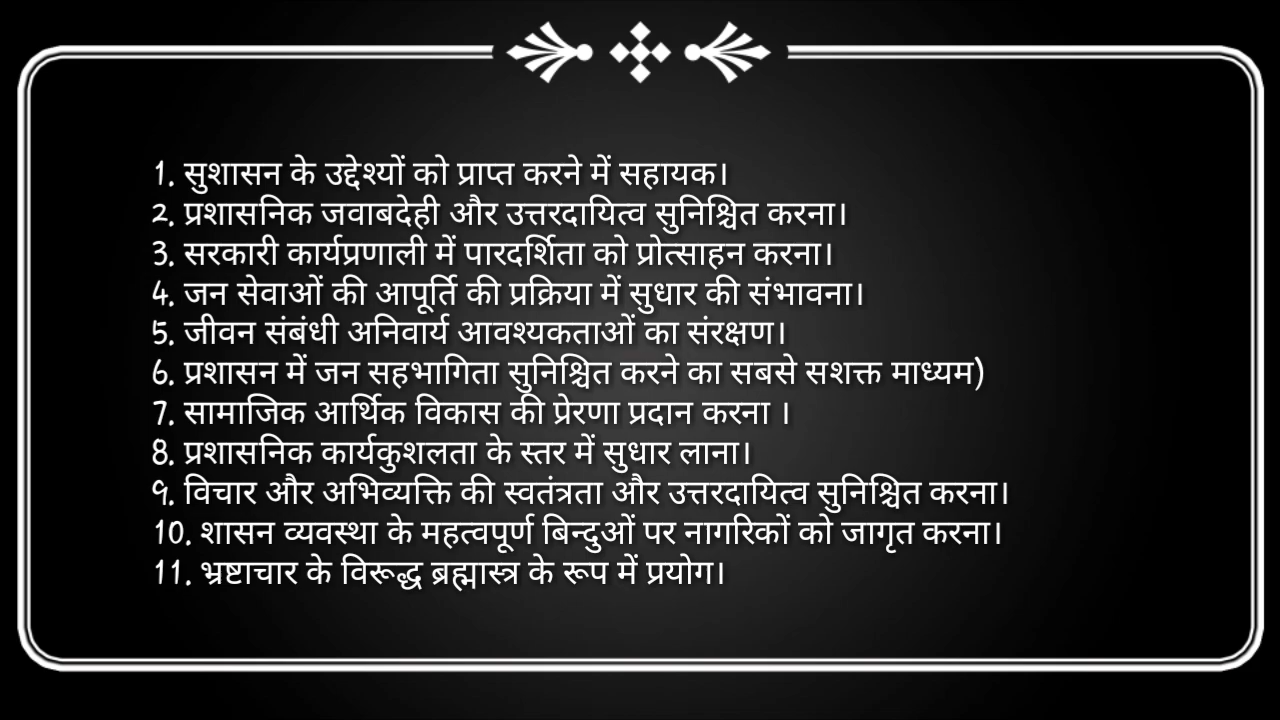 1. सुशासन के उद्देश्यों को प्राप्त करने में सहायक।
2. प्रशासनिक जवाबदेही और उत्तरदायित्व सुनिश्चित करना।
3. सरकारी कार्यप्रणाली में पारदर्शिता को प्रोत्साहन करना।
4. जन सेवाओं की आपूर्ति की प्रक्रिया में सुधार की संभावना।
5. जीवन संबंधी अनिवार्य आवश्यकताओं का संरक्षण।
6. प्रशासन में जन सहभागिता सुनिश्चित करने का सबसे सशक्त माध्यम)
7. सामाजिक आर्थिक विकास की प्रेरणा प्रदान करना ।
8. प्रशासनिक कार्यकुशलता के स्तर में सुधार लाना।
9. विचार और अभिव्यक्ति की स्वतंत्रता और उत्तरदायित्व सुनिश्चित करना।
10. शासन व्यवस्था के महत्वपूर्ण बिन्दुओं पर नागरिकों को जागृत करना।
11. भ्रष्टाचार के विरूद्ध ब्रह्मास्त्र के रूप में प्रयोग।